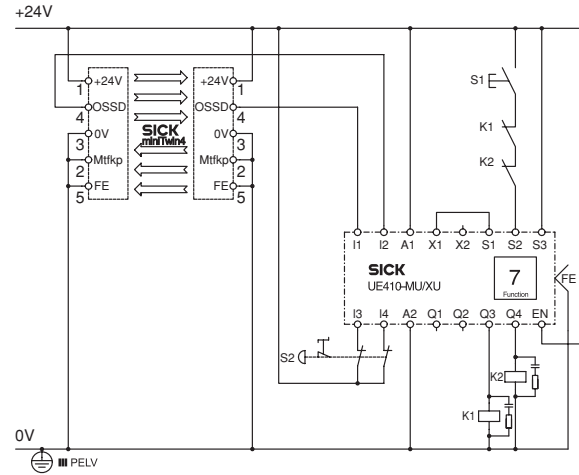 +24V
1 +24V
4 OSSD
3 0V
2 Mtfkp
5 FE
SICK
miniTwin4
+24V 1
OSSD 4
0V 3
Mtfkp 2
FE 5
S1
K1
K2
I1 I2 A1 X1 X2 S1 S2 S3
SICK
UE410-MU/XU
7
Function
FE
I3 I4 A2 Q1 Q2 Q3 Q4 EN
S2
K2
K1
0V
III PELV